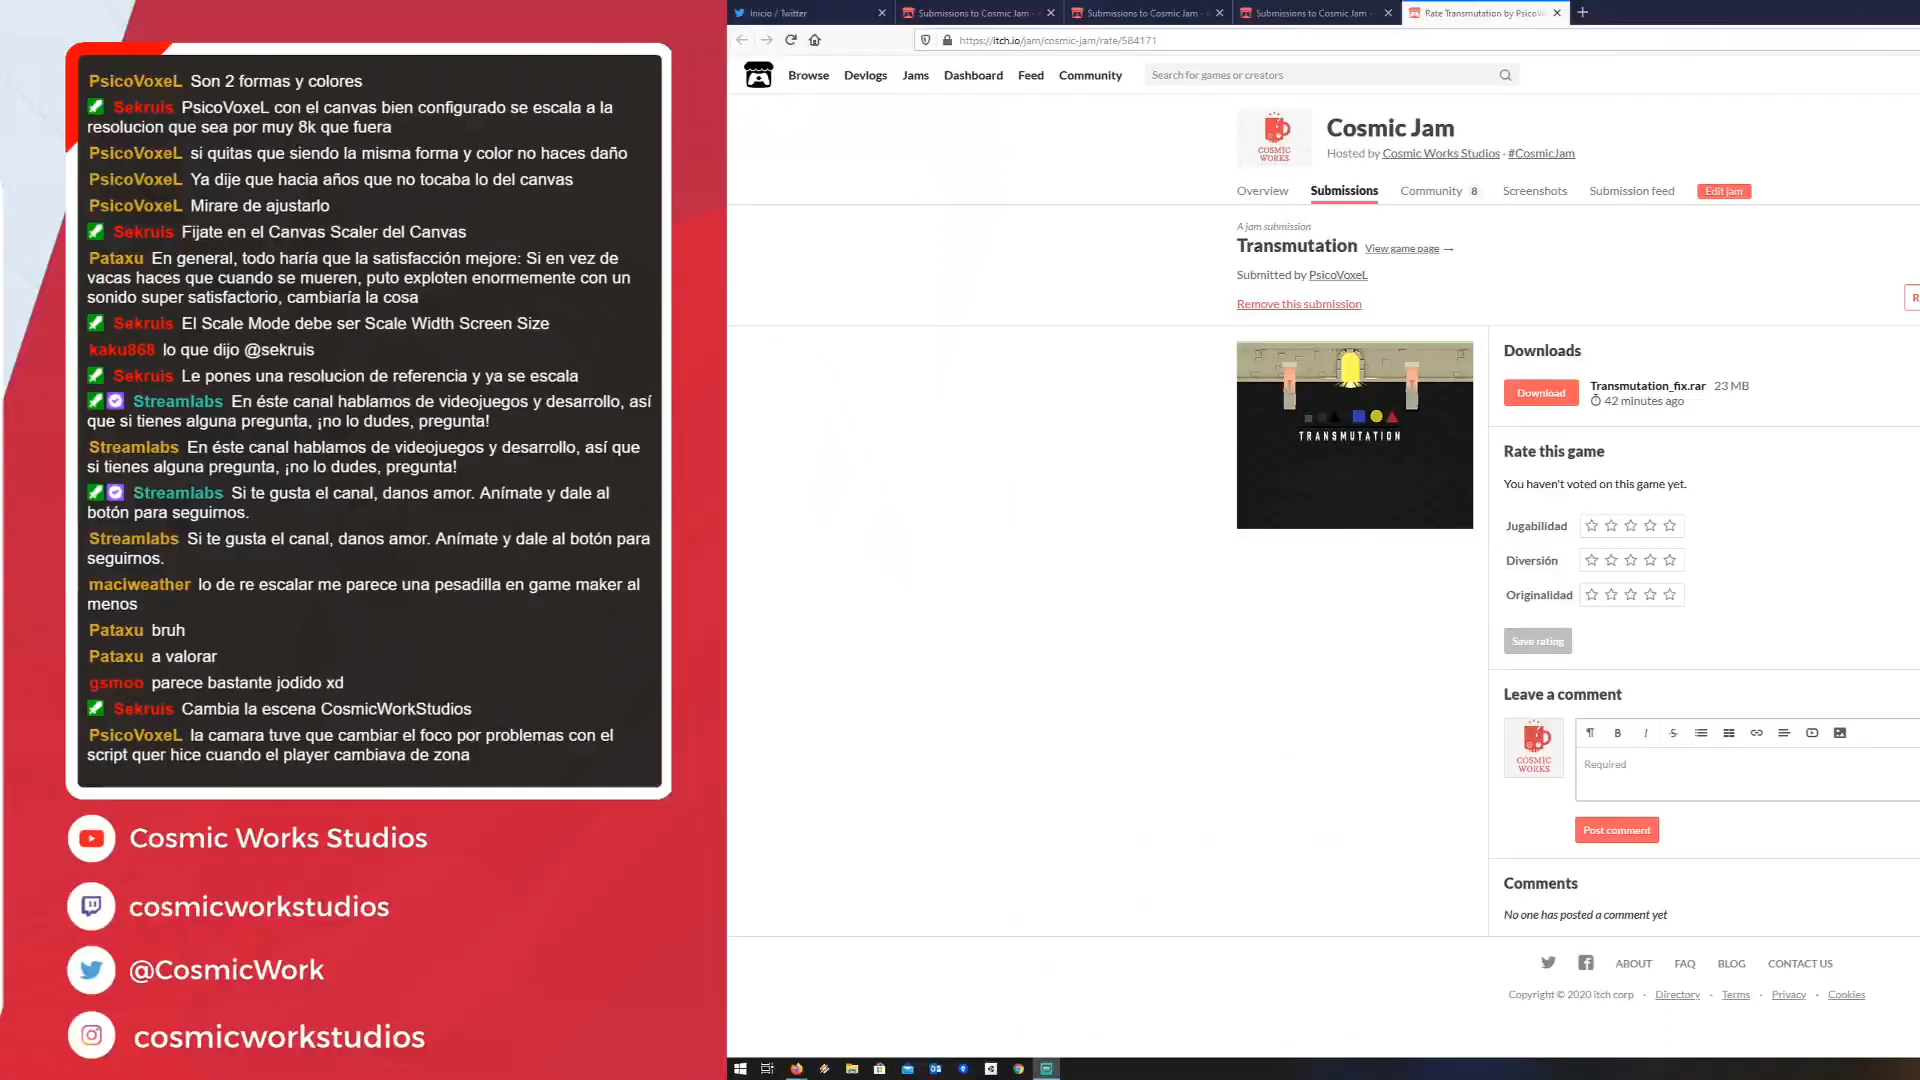 PsicoVoxeL Son 2 formas y colores
Sekruis PsicoVoxeL con el canvas bien configurado se escala a la
resolucion que sea por muy 8k que fuera
PsicoVoxeL si quitas que siendo la misma forma y color no haces daño
PsicoVoxeL Ya dije que hacia años que no tocaba lo del canvas
PsicoVoxeL Mirare de ajustarlo
Sekruis Fijate en el Canvas Scaler del Canvas
Pataxu En general, todo haría que la satisfacción mejore: Si en vez de
vacas haces que cuando se mueren, puto exploten enormemente con un
sonido super satisfactorio, cambiaría la cosa
Sekruis El Scale Mode debe ser Scale Width Screen Size
kaku868 lo que dijo @sekruis
Sekruis Le pones una resolucion de referencia y ya se escala
Streamlabs En éste canal hablamos de videojuegos y desarrollo, así
que si tienes alguna pregunta, ¡no lo dudes, pregunta!
Streamlabs En éste canal hablamos de videojuegos y desarrollo, así que
si tienes alguna pregunta, ¡no lo dudes, pregunta!
Streamlabs Si te gusta el canal, danos amor. Anímate y dale al
botón para seguirnos.
Streamlabs Si te gusta el canal, danos amor. Anímate y dale al botón para
seguirnos.
maciweather lo de re escalar me parece una pesadilla en game maker al
menos
Pataxu bruh
Pataxu a valorar
gsmoo parece bastante jodido xd
Sekruis Cambia la escena CosmicWorkStudios
PsicoVoxeL la camara tuve que cambiar el foco por problemas con el
script quer hice cuando el player cambiava de zona
Cosmic Works Studios
cosmicworkstudios
@CosmicWork
cosmicworkstudios
Inicio / Twitter
Submissions to Cosmic Jam -
Submissions to Cosmic Jam -
Submissions to Cosmic Jam -
Rate Transmutation by PsicoV
https://itch.io/jam/cosmic-jam/rate/584171
Browse Devlogs Jams Dashboard Feed Community
Search for games or creators
COSMIC
WORKS
Cosmic Jam
Hosted by Cosmic Works Studios · #CosmicJam
Overview Submissions Community 8 Screenshots Submission feed Edit jam
A jam submission
Transmutation View game page →
Submitted by PsicoVoxeL
Remove this submission
R
TRANSMUTATION
Downloads
Download Transmutation_fix.rar 23 MB
42 minutes ago
Rate this game
You haven't voted on this game yet.
Jugabilidad
Diversión
Originalidad
Save rating
Leave a comment
COSMIC
WORKS
Required
Post comment
Comments
No one has posted a comment yet
ABOUT FAQ BLOG CONTACT US
Copyright © 2020 itch corp · Directory · Terms · Privacy · Cookies